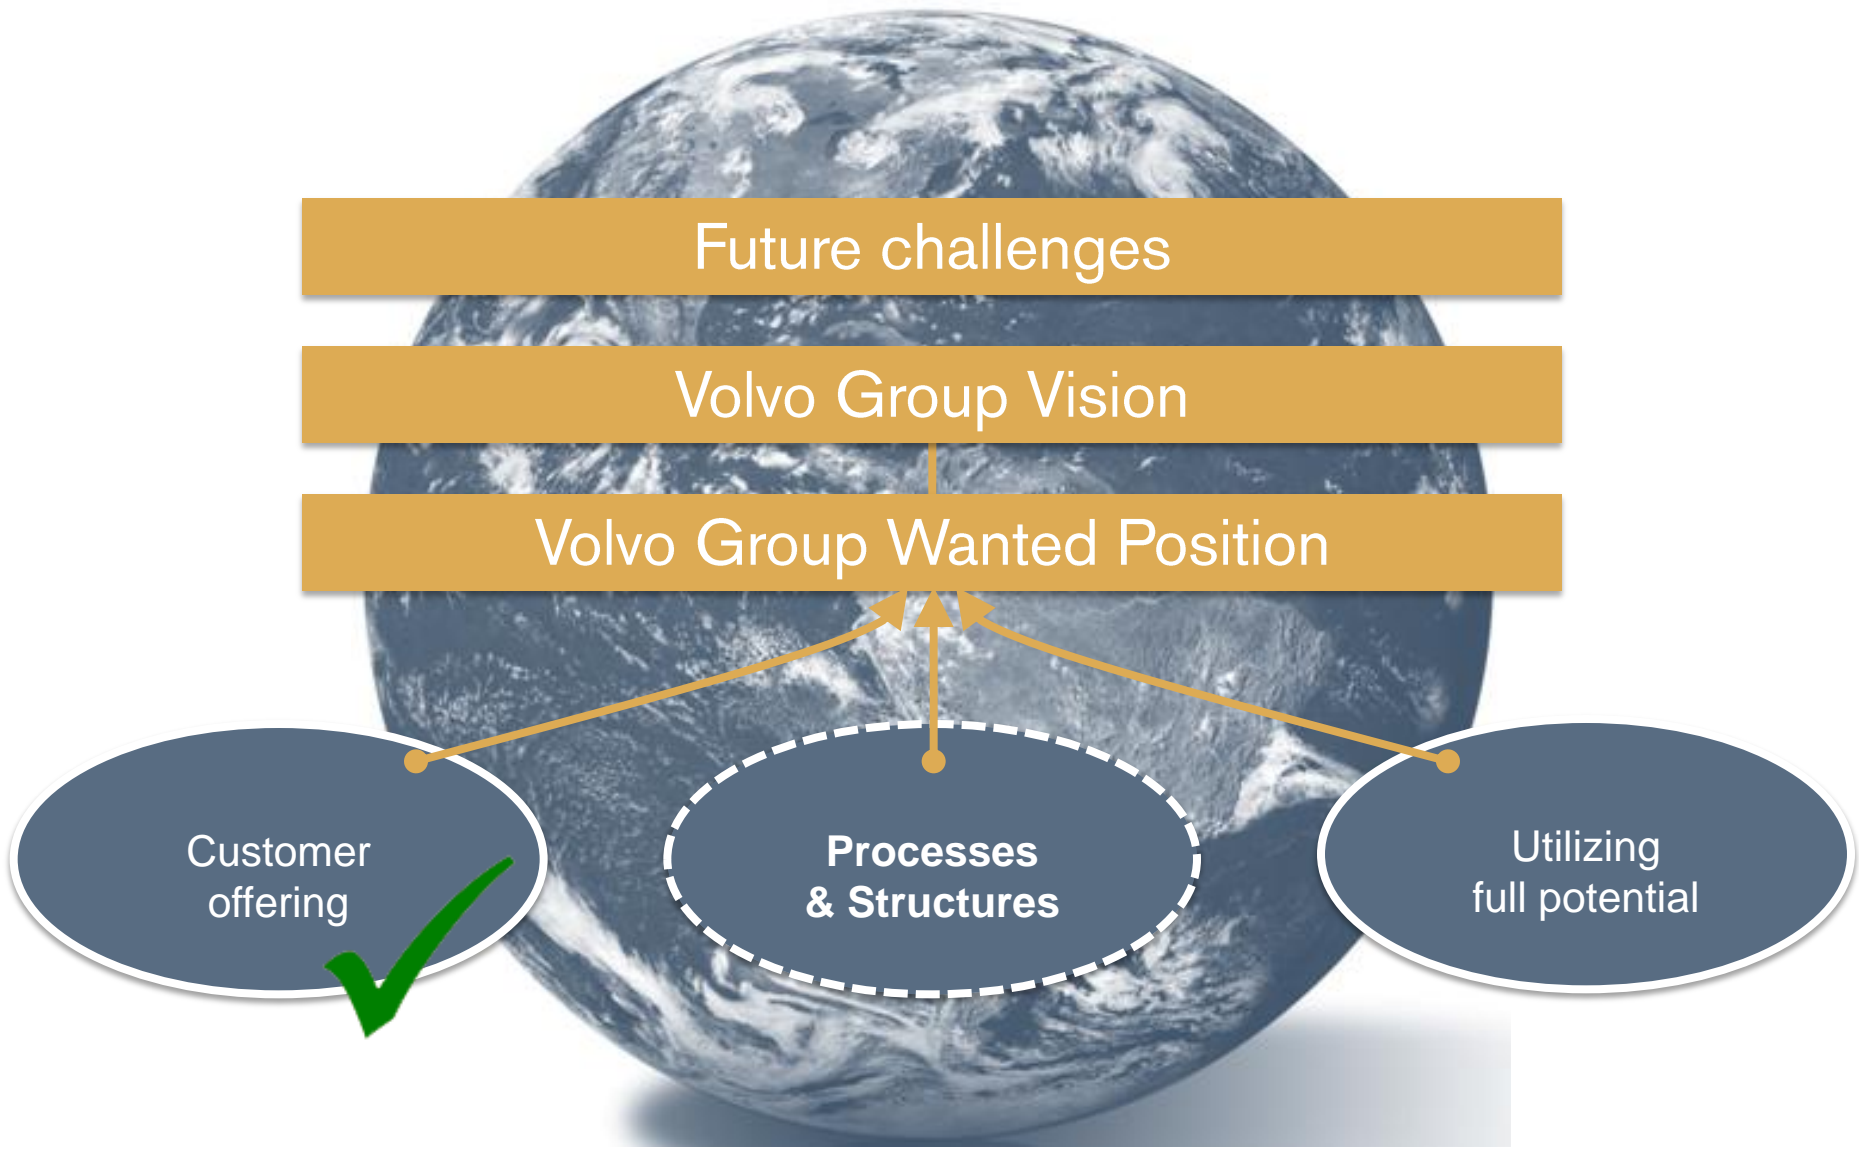 Future challenges
Volvo Group Vision
Volvo Group Wanted Position
Customer
offering
Processes
& Structures
Utilizing
full potential